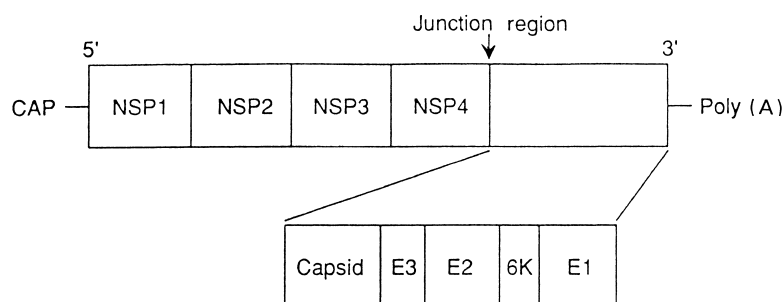 Junction region
5' 3'
CAP NSP1 NSP2 NSP3 NSP4 Poly (A)
Capsid E3 E2 6K E1